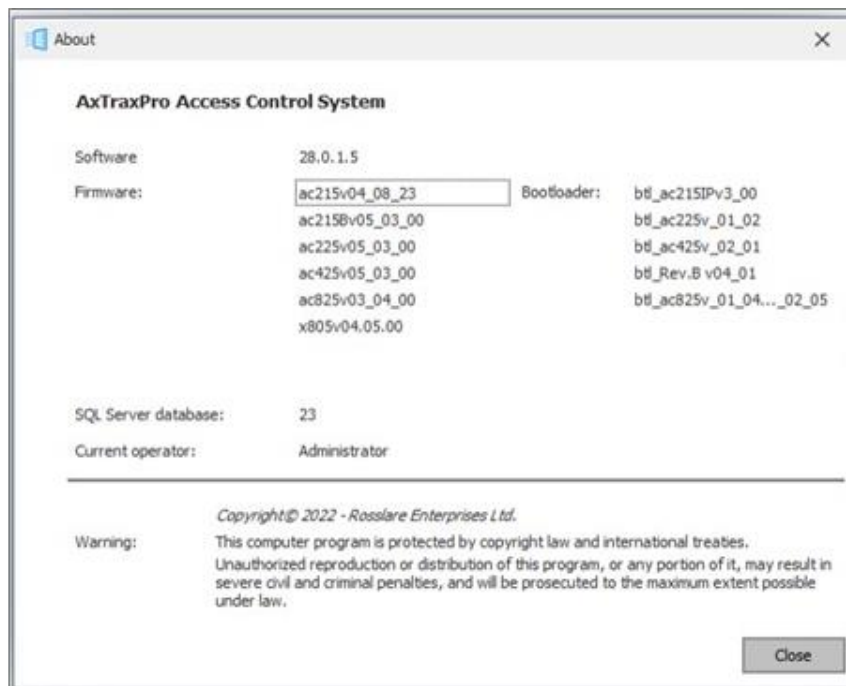 About
AxTraxPro Access Control System
Software 28.0.1.5
Firmware: ac215v04_08_23 Bootloader: btl_ac215IPv3_00
ac215Bv05_03_00 btl_ac225v_01_02
ac225v05_03_00 btl_ac425v_02_01
ac425v05_03_00 btl_Rev.B v04_01
ac825v03_04_00 btl_ac825v_01_04..._02_05
x805v04.05.00
SQL Server database: 23
Current operator: Administrator
Copyright© 2022 - Rosslare Enterprises Ltd.
Warning: This computer program is protected by copyright law and international treaties.
Unauthorized reproduction or distribution of this program, or any portion of it, may result in
severe civil and criminal penalties, and will be prosecuted to the maximum extent possible
under law.
Close